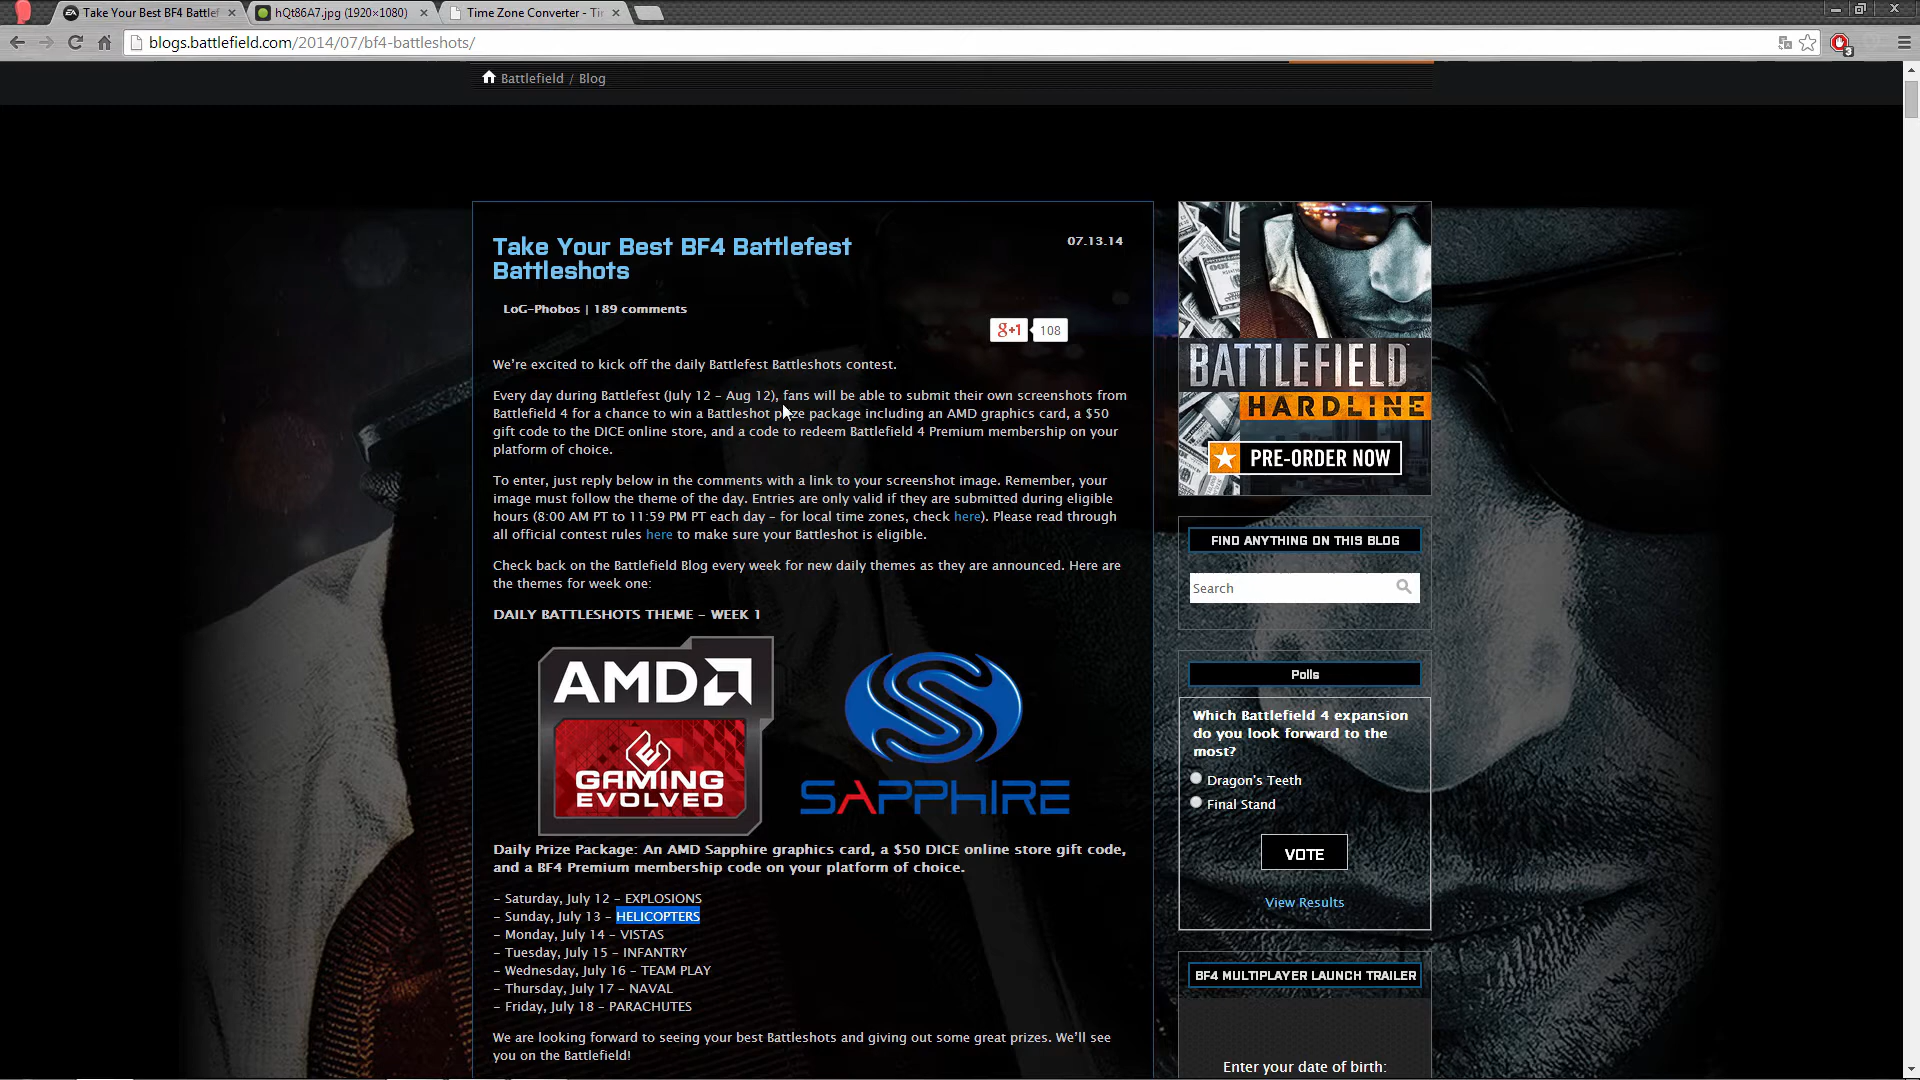 Take Your Best BF4 Battlef
hQt86A7.jpg (1920×1080)
Time Zone Converter - Ti
blogs.battlefield.com/2014/07/bf4-battleshots/
3
Battlefield / Blog
Take Your Best BF4 Battlefest
Battleshots
07.13.14
LoG-Phobos | 189 comments
g+1 108
We're excited to kick off the daily Battlefest Battleshots contest.
Every day during Battlefest (July 12 – Aug 12), fans will be able to submit their own screenshots from
Battlefield 4 for a chance to win a Battleshot prize package including an AMD graphics card, a $50
gift code to the DICE online store, and a code to redeem Battlefield 4 Premium membership on your
platform of choice.
To enter, just reply below in the comments with a link to your screenshot image. Remember, your
image must follow the theme of the day. Entries are only valid if they are submitted during eligible
hours (8:00 AM PT to 11:59 PM PT each day – for local time zones, check here). Please read through
all official contest rules here to make sure your Battleshot is eligible.
Check back on the Battlefield Blog every week for new daily themes as they are announced. Here are
the themes for week one:
DAILY BATTLESHOTS THEME – WEEK 1
AMD
GAMING
EVOLVED
SAPPHIRE
Daily Prize Package: An AMD Sapphire graphics card, a $50 DICE online store gift code,
and a BF4 Premium membership code on your platform of choice.
– Saturday, July 12 – EXPLOSIONS
– Sunday, July 13 – HELICOPTERS
– Monday, July 14 – VISTAS
– Tuesday, July 15 – INFANTRY
– Wednesday, July 16 – TEAM PLAY
– Thursday, July 17 – NAVAL
– Friday, July 18 – PARACHUTES
We are looking forward to seeing your best Battleshots and giving out some great prizes. We'll see
you on the Battlefield!
BATTLEFIELD
HARDLINE
PRE-ORDER NOW
FIND ANYTHING ON THIS BLOG
Search
Polls
Which Battlefield 4 expansion
do you look forward to the
most?
Dragon's Teeth
Final Stand
VOTE
View Results
BF4 MULTIPLAYER LAUNCH TRAILER
Enter your date of birth: